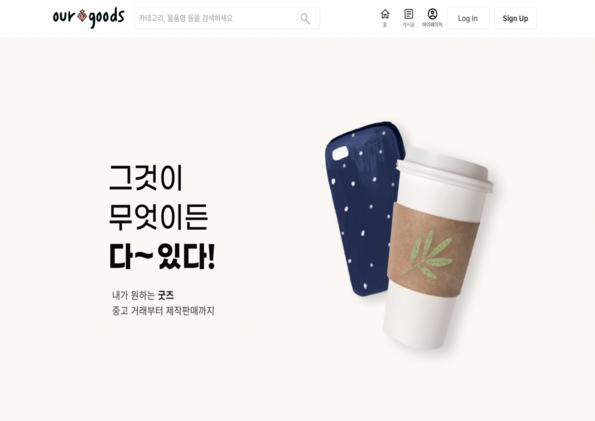 our goods
카테고리, 물품명 등을 검색하세요
홈
게시글
마이페이지
Log In
Sign Up
그것이
무엇이든
다~ 있다!
내가 원하는 굿즈
중고 거래부터 제작판매까지